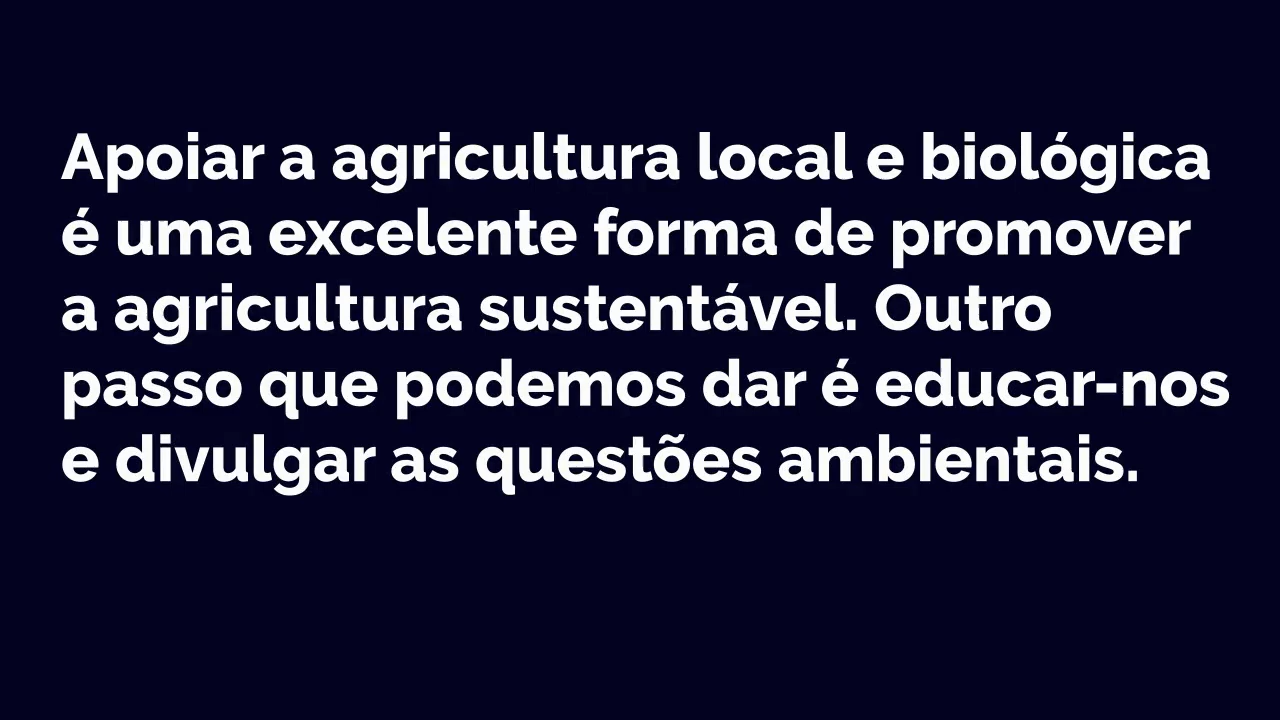 Apoiar a agricultura local e biológica
é uma excelente forma de promover
a agricultura sustentável. Outro
passo que podemos dar é educar-nos
e divulgar as questões ambientais.